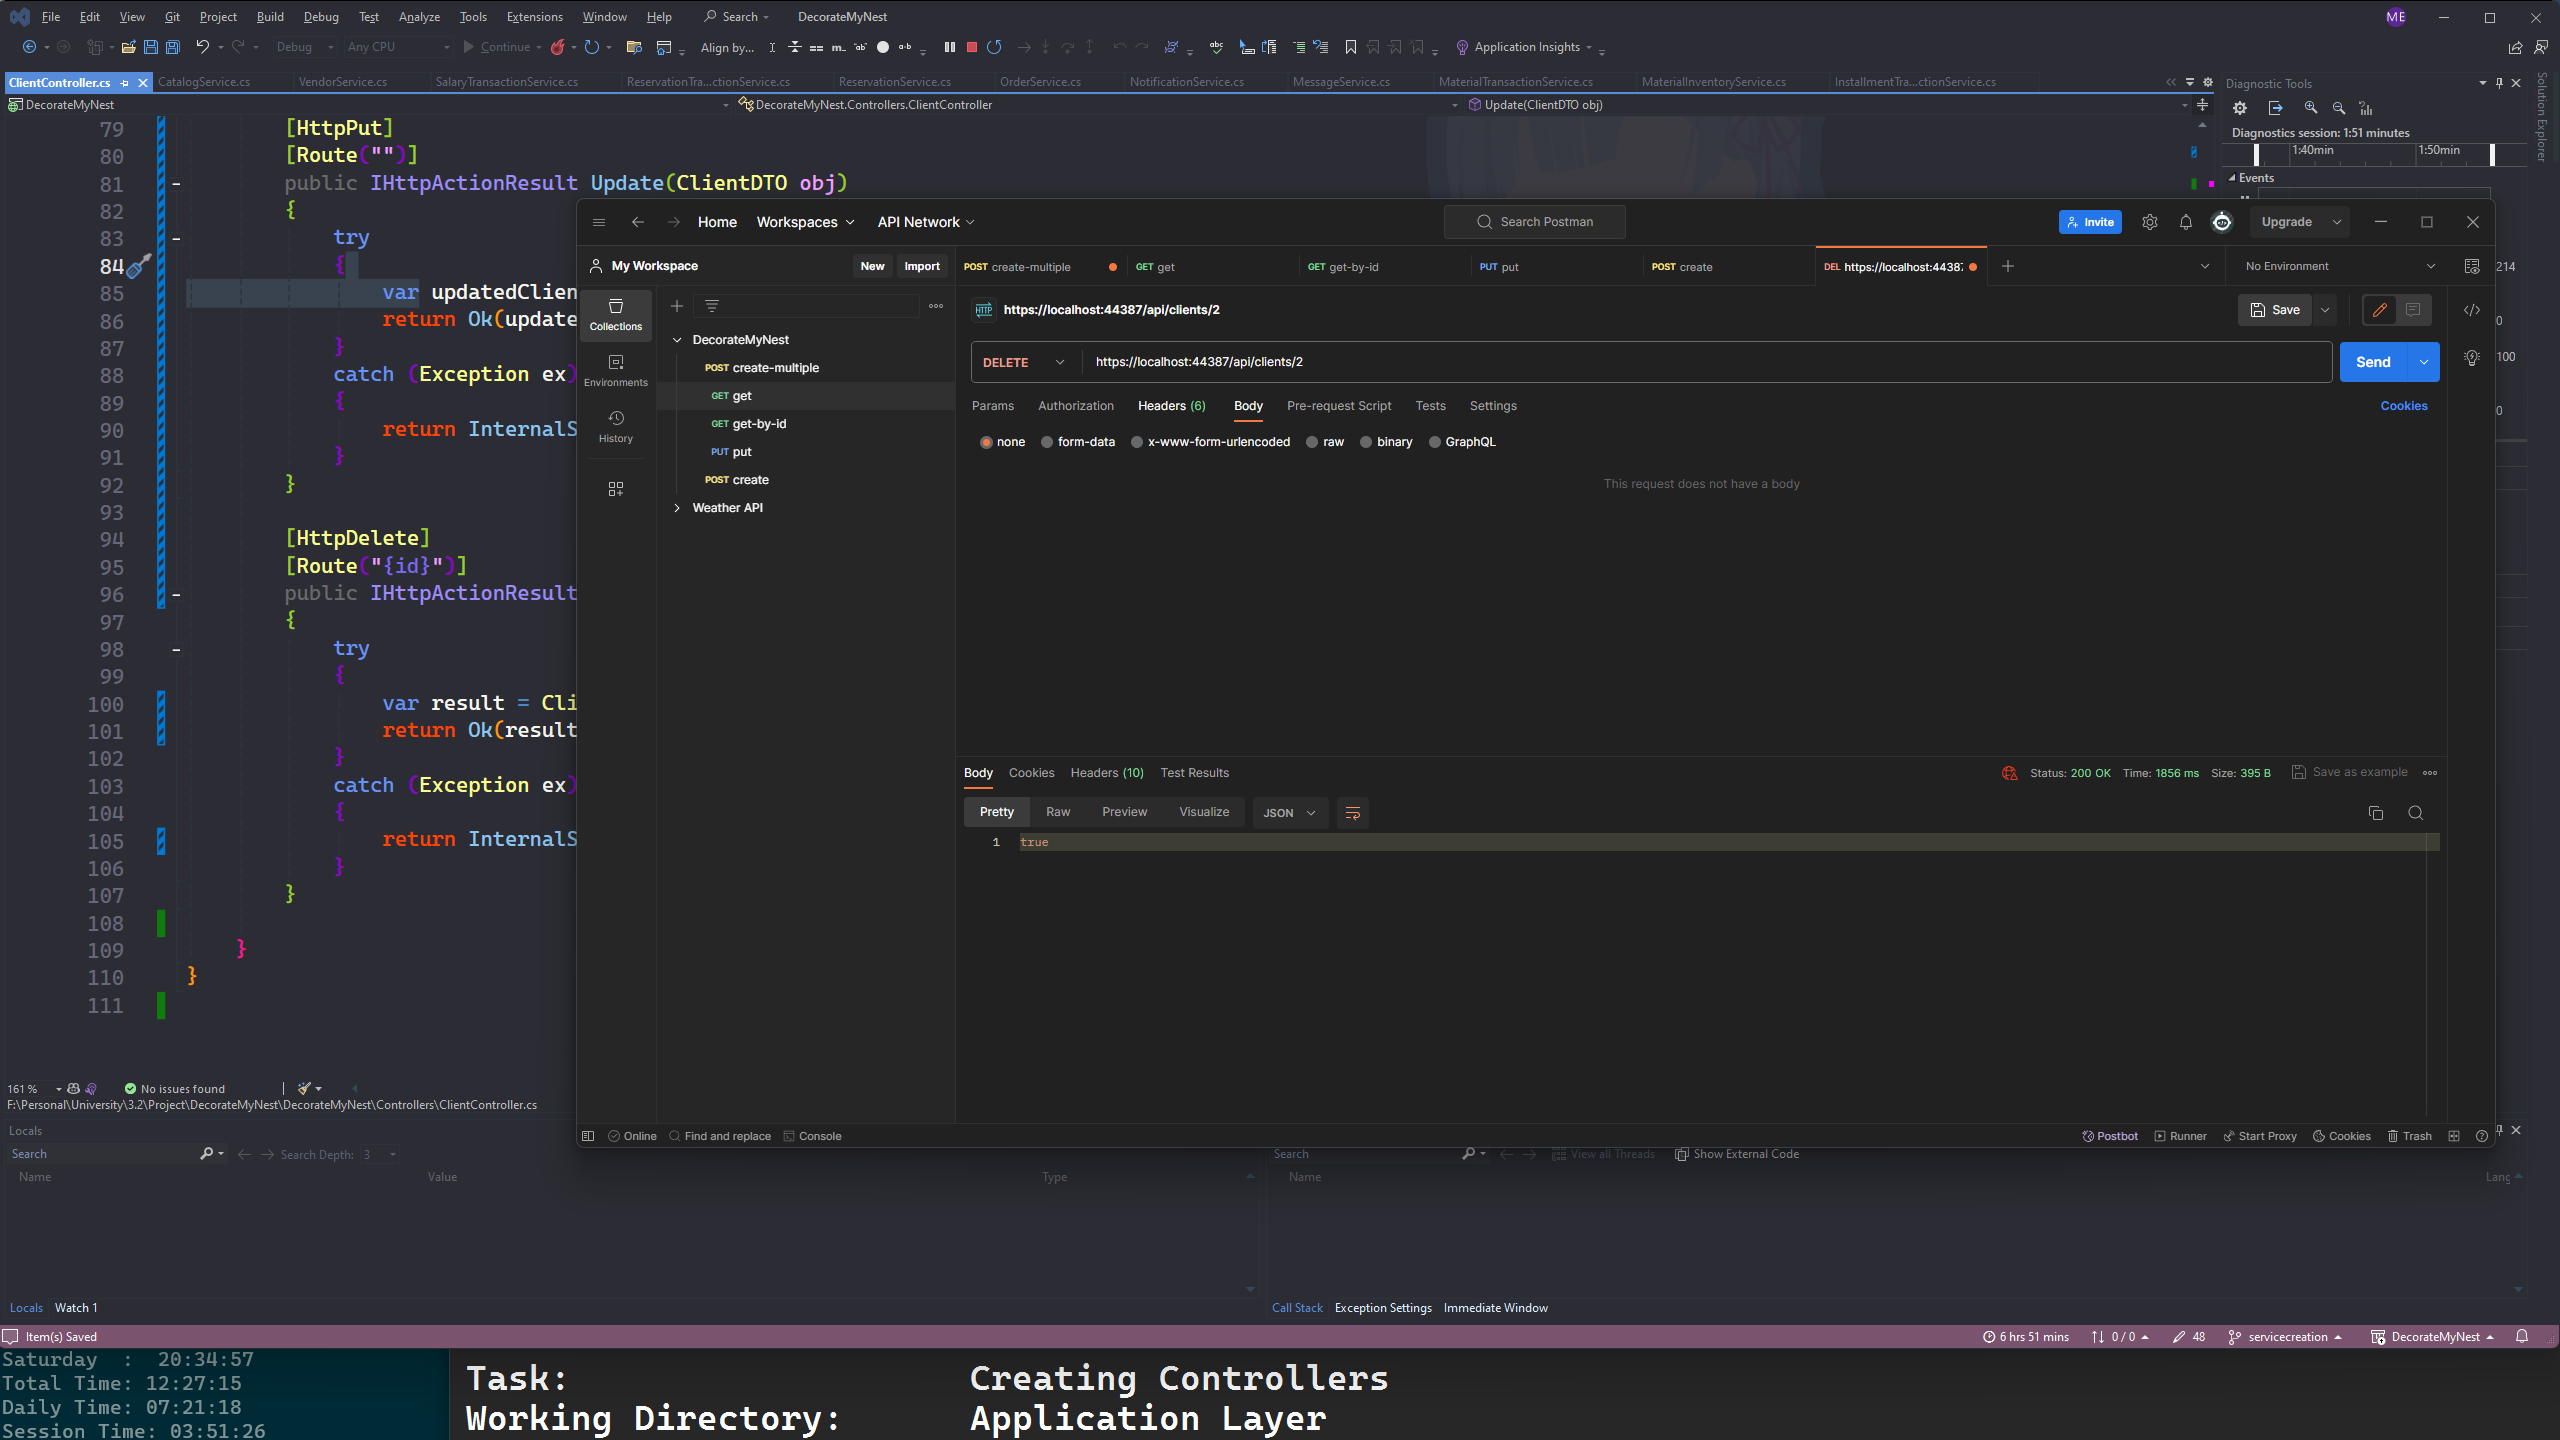 File Edit View Git Project Build Debug Test Analyze Tools Extensions Window Help Search DecorateMyNest ME
Debug Any CPU Continue Align by... Application Insights
ClientController.cs CatalogService.cs VendorService.cs SalaryTransactionService.cs ReservationTra...ctionService.cs ReservationService.cs OrderService.cs NotificationService.cs MessageService.cs MaterialTransactionService.cs MaterialInventoryService.cs InstallmentTra...ctionService.cs
DecorateMyNest DecorateMyNest.Controllers.ClientController Update(ClientDTO obj)
79 [HttpPut]
80 [Route("")]
81 public IHttpActionResult Update(ClientDTO obj)
82 {
83 try
84 {
85 var updatedClien
86 return Ok(update
87 }
88 catch (Exception ex)
89 {
90 return InternalS
91 }
92 }
93
94 [HttpDelete]
95 [Route("{id}")]
96 public IHttpActionResult
97 {
98 try
99 {
100 var result = Cli
101 return Ok(result
102 }
103 catch (Exception ex)
104 {
105 return InternalS
106 }
107 }
108
109 }
110 }
111
161 % No issues found
F:\Personal\University\3.2\Project\DecorateMyNest\DecorateMyNest\Controllers\ClientController.cs
Diagnostic Tools
Diagnostics session: 1:51 minutes
1:40min 1:50min
Events
214
0
100
0
Solution Explorer
Home Workspaces API Network Search Postman Invite Upgrade
My Workspace New Import
POST create-multiple GET get GET get-by-id PUT put POST create DEL https://localhost:44387 No Environment
Collections
Environments
History
DecorateMyNest
POST create-multiple
GET get
GET get-by-id
PUT put
POST create
Weather API
HTTP https://localhost:44387/api/clients/2 Save
DELETE https://localhost:44387/api/clients/2 Send
Params Authorization Headers (6) Body Pre-request Script Tests Settings Cookies
none form-data x-www-form-urlencoded raw binary GraphQL
This request does not have a body
Body Cookies Headers (10) Test Results Status: 200 OK Time: 1856 ms Size: 395 B Save as example
Pretty Raw Preview Visualize JSON
1 true
Online Find and replace Console Postbot Runner Start Proxy Cookies Trash
Locals
Search Search Depth: 3
Name Value Type
Search View all Threads Show External Code
Name Lang
Locals Watch 1
Call Stack Exception Settings Immediate Window
Item(s) Saved 6 hrs 51 mins 0 / 0 48 servicecreation DecorateMyNest
Saturday : 20:34:57
Total Time: 12:27:15
Daily Time: 07:21:18
Session Time: 03:51:26
Task: Creating Controllers
Working Directory: Application Layer